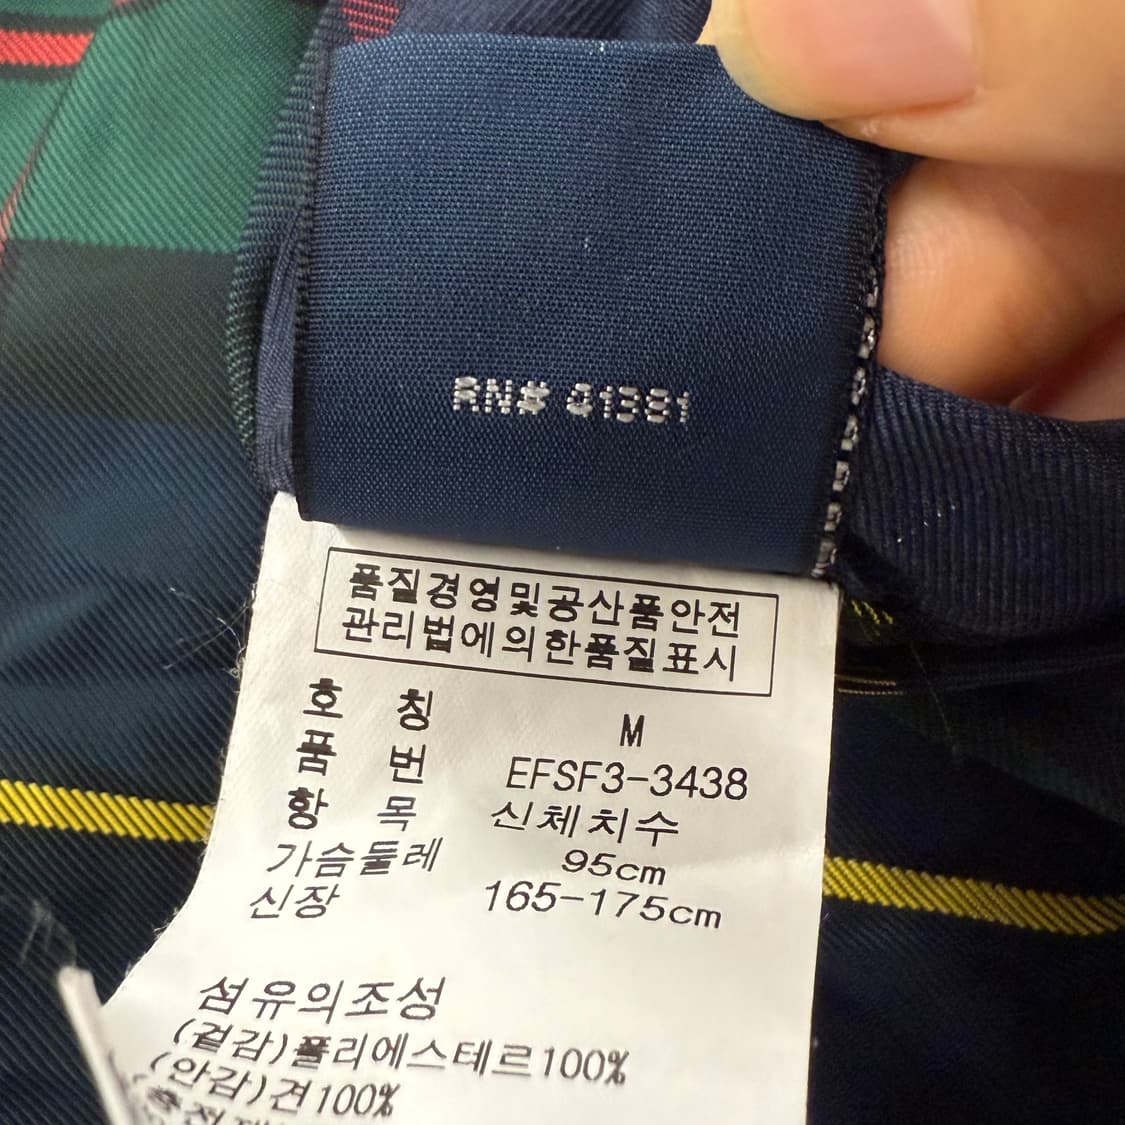 RN# 41381
품질경영및공산품안전
관리법에의한품질표시
호 칭 M
품 번 EFSF3-3438
항 목 신체치수
가슴둘레 95cm
신장 165-175cm
섬유의조성
(겉감)폴리에스테르100%
(안감)견100%